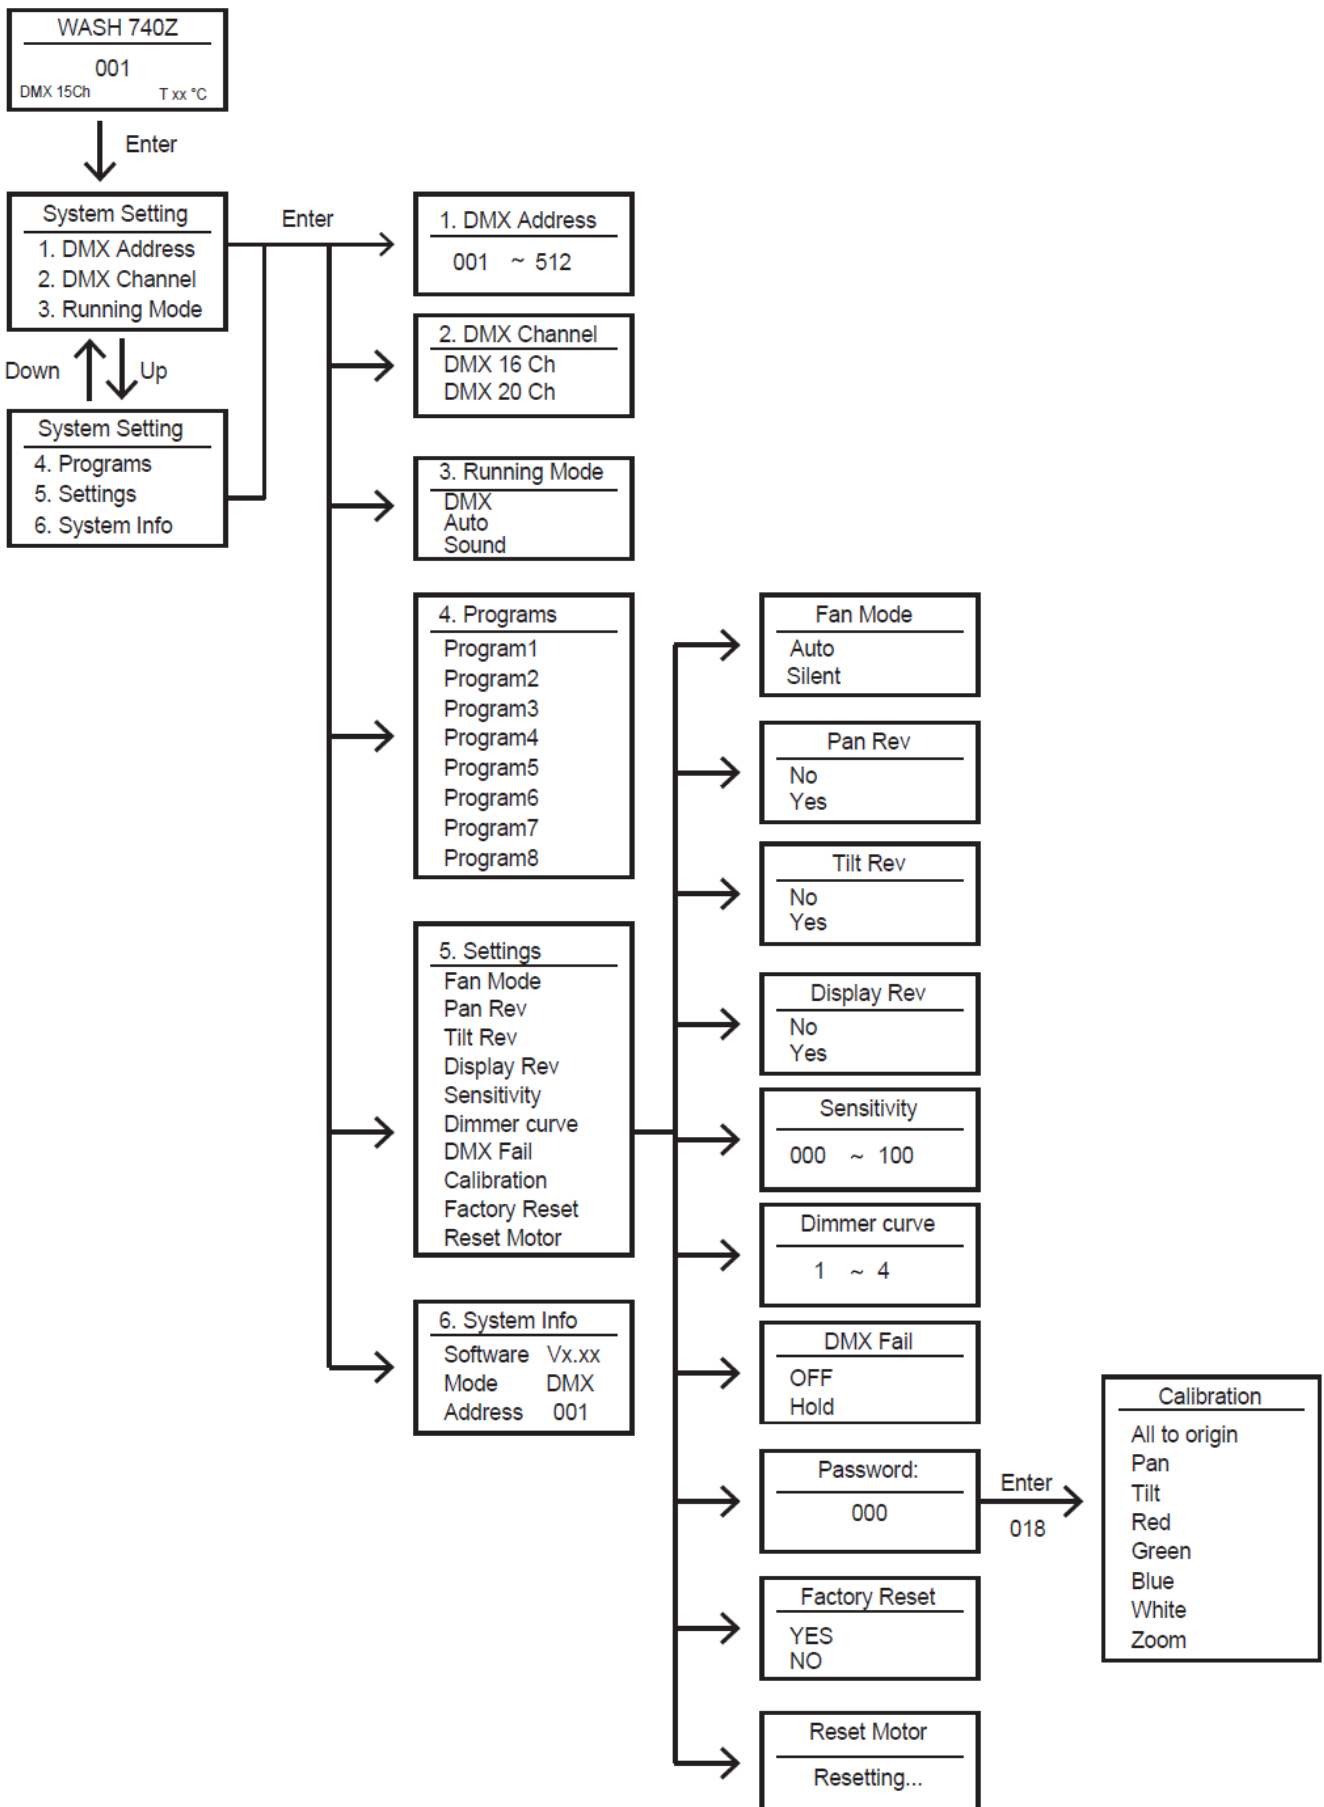 WASH 740Z
001
DMX 15Ch T xx °C
Enter
System Setting
1. DMX Address
2. DMX Channel
3. Running Mode
Down
Up
System Setting
4. Programs
5. Settings
6. System Info
Enter
1. DMX Address
001 ~ 512
2. DMX Channel
DMX 16 Ch
DMX 20 Ch
3. Running Mode
DMX
Auto
Sound
4. Programs
Program1
Program2
Program3
Program4
Program5
Program6
Program7
Program8
5. Settings
Fan Mode
Pan Rev
Tilt Rev
Display Rev
Sensitivity
Dimmer curve
DMX Fail
Calibration
Factory Reset
Reset Motor
6. System Info
Software Vx.xx
Mode DMX
Address 001
Fan Mode
Auto
Silent
Pan Rev
No
Yes
Tilt Rev
No
Yes
Display Rev
No
Yes
Sensitivity
000 ~ 100
Dimmer curve
1 ~ 4
DMX Fail
OFF
Hold
Password:
000
Enter
018
Calibration
All to origin
Pan
Tilt
Red
Green
Blue
White
Zoom
Factory Reset
YES
NO
Reset Motor
Resetting...